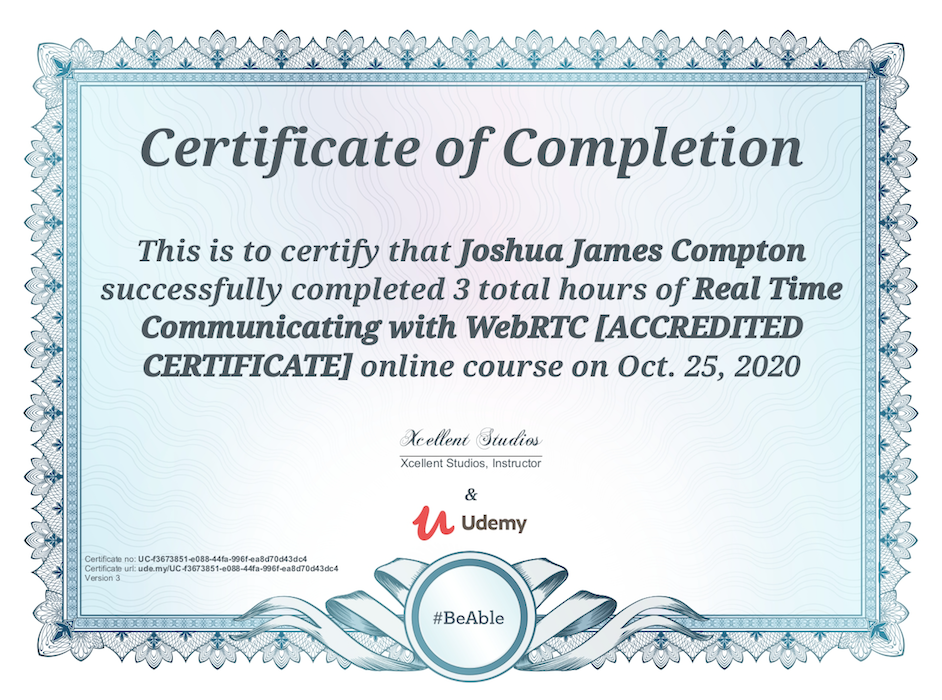 Certificate of Completion
This is to certify that Joshua James Compton
successfully completed 3 total hours of Real Time
Communicating with WebRTC [ACCREDITED
CERTIFICATE] online course on Oct. 25, 2020
Xcellent Studios
Xcellent Studios, Instructor
&
Udemy
Certificate no: UC-f3673851-e088-44fa-996f-ea8d70d43dc4
Certificate url: ude.my/UC-f3673851-e088-44fa-996f-ea8d70d43dc4
Version 3
#BeAble